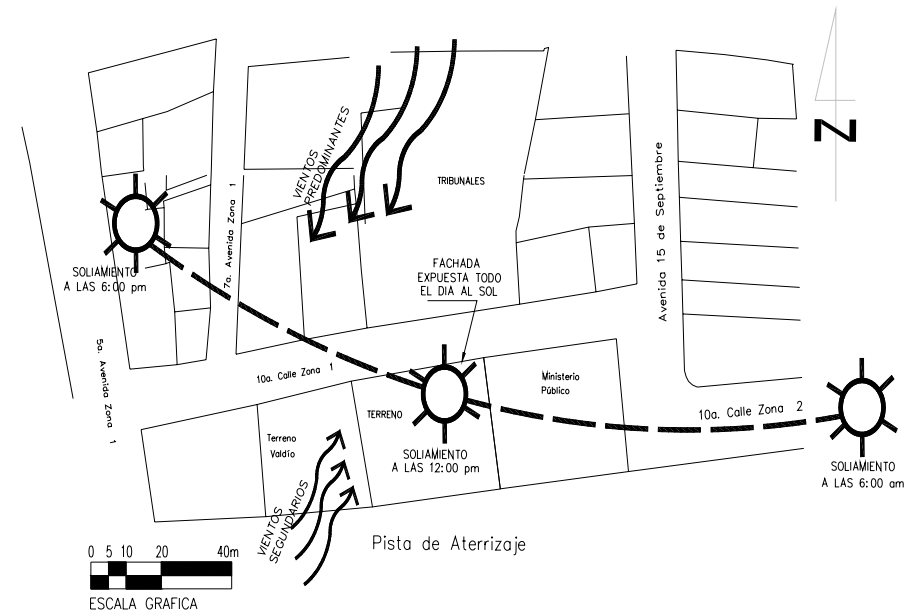 N
VIENTOS
PREDOMINANTES
TRIBUNALES
Avenida 15 de Septiembre
7a. Avenida Zona 1
SOLIAMIENTO
A LAS 6:00 pm
FACHADA
EXPUESTA TODO
EL DIA AL SOL
5a. Avenida Zona 1
10a. Calle Zona 1
Ministerio
Público
TERRENO
10a. Calle Zona 2
Terreno
Valdío
SOLIAMIENTO
A LAS 12:00 pm
SOLIAMIENTO
A LAS 6:00 am
VIENTOS
SEGUNDARIOS
Pista de Aterrizaje
0 5 10 20 40m
ESCALA GRAFICA